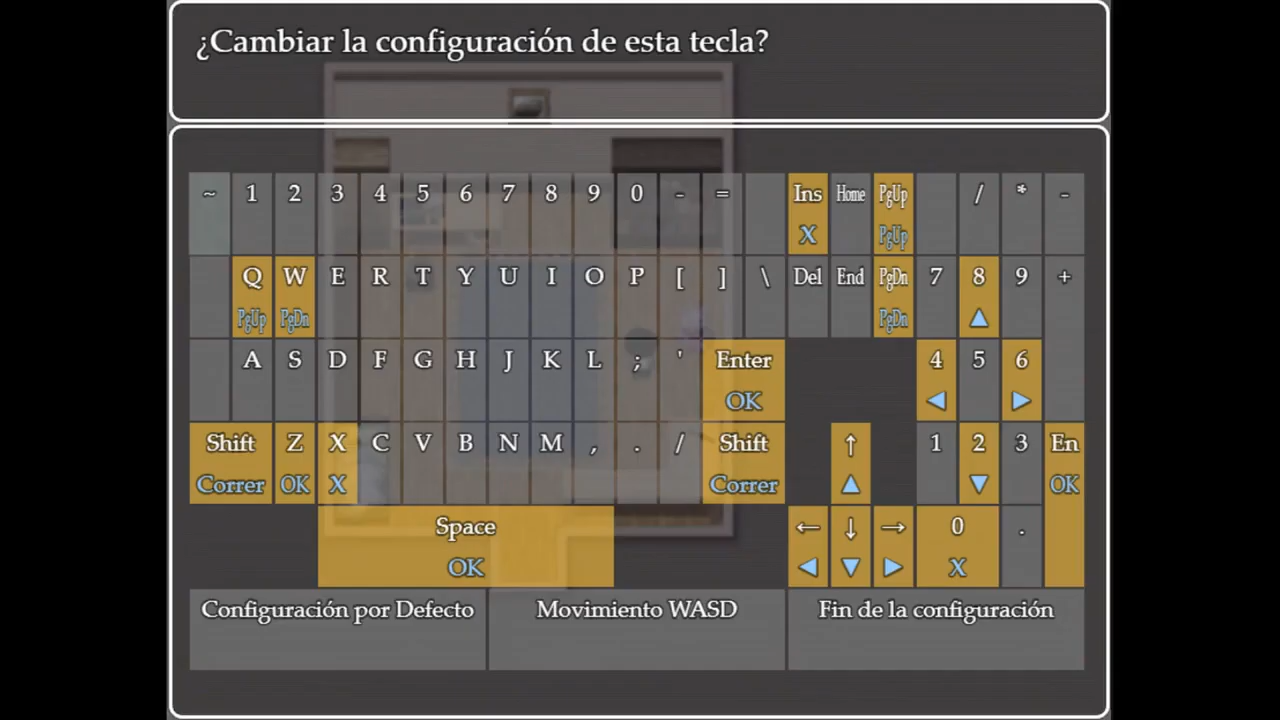 ¿Cambiar la configuración de esta tecla?
~ 1 2 3 4 5 6 7 8 9 0 - = Ins Home PgUp / * -
X PgUp
Q W E R T Y U I O P [ ] \ Del End PgDn 7 8 9 +
PgUp PgDn PgDn ▲
A S D F G H J K L ; ' Enter 4 5 6
OK ◀ ▶
Shift Z X C V B N M , . / Shift ↑ 1 2 3 En
Correr OK X Correr ▲ ▼ OK
Space ← ↓ → 0 .
OK ◀ ▼ ▶ X
Configuración por Defecto Movimiento WASD Fin de la configuración